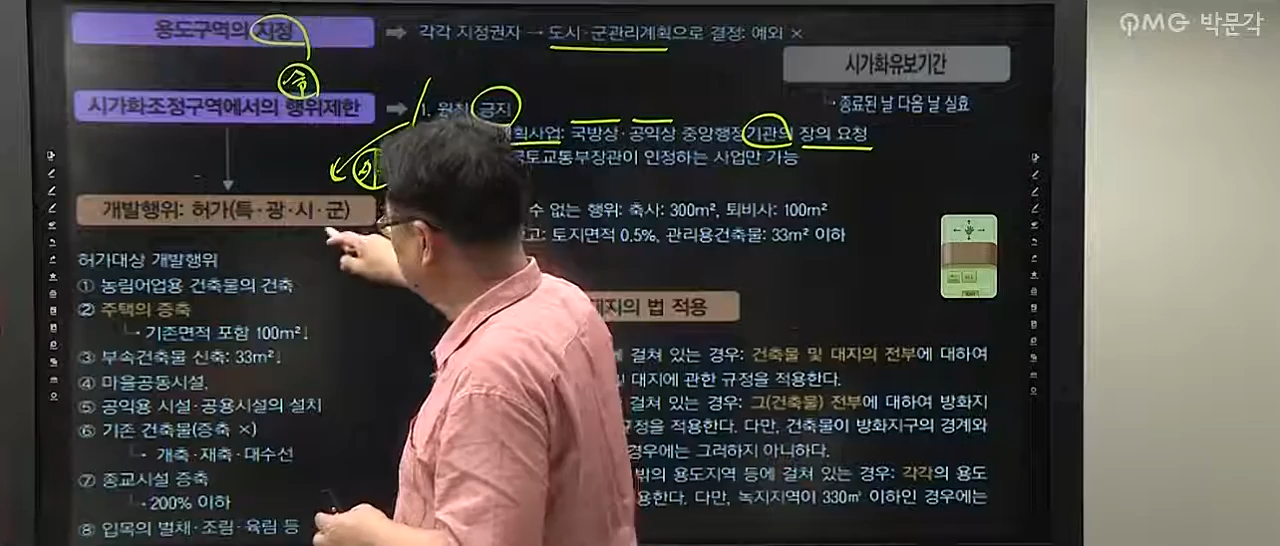 QMG 박문각
용도구역의 지정
각각 지정권자 → 도시·군관리계획으로 결정: 예외 ×
시가화유보기간
종료된 날 다음 날 실효
시가화조정구역에서의 행위제한
1. 원칙 금지
획사업: 국방상·공익상 중앙행정기관의 장의 요청
국토교통부장관이 인정하는 사업만 가능
개발행위: 허가(특·광·시·군)
수 없는 행위: 축사: 300m², 퇴비사: 100m²
고: 토지면적 0.5%, 관리용건축물: 33m² 이하
허가대상 개발행위
① 농림어업용 건축물의 건축
② 주택의 증축
기존면적 포함 100m²↓
③ 부속건축물 신축: 33m²↓
④ 마을공동시설,
⑤ 공익용 시설·공용시설의 설치
⑥ 기존 건축물(증축 ×)
개축·재축·대수선
⑦ 종교시설 증축
200% 이하
⑧ 입목의 벌채·조림·육림 등
대지의 법 적용
걸쳐 있는 경우: 건축물 및 대지의 전부에 대하여
및 대지에 관한 규정을 적용한다.
걸쳐 있는 경우: 그(건축물) 전부에 대하여 방화지
규정을 적용한다. 다만, 건축물이 방화지구의 경계와
경우에는 그러하지 아니하다.
밖의 용도지역 등에 걸쳐 있는 경우: 각각의 용도
용한다. 다만, 녹지지역이 330㎡ 이하인 경우에는